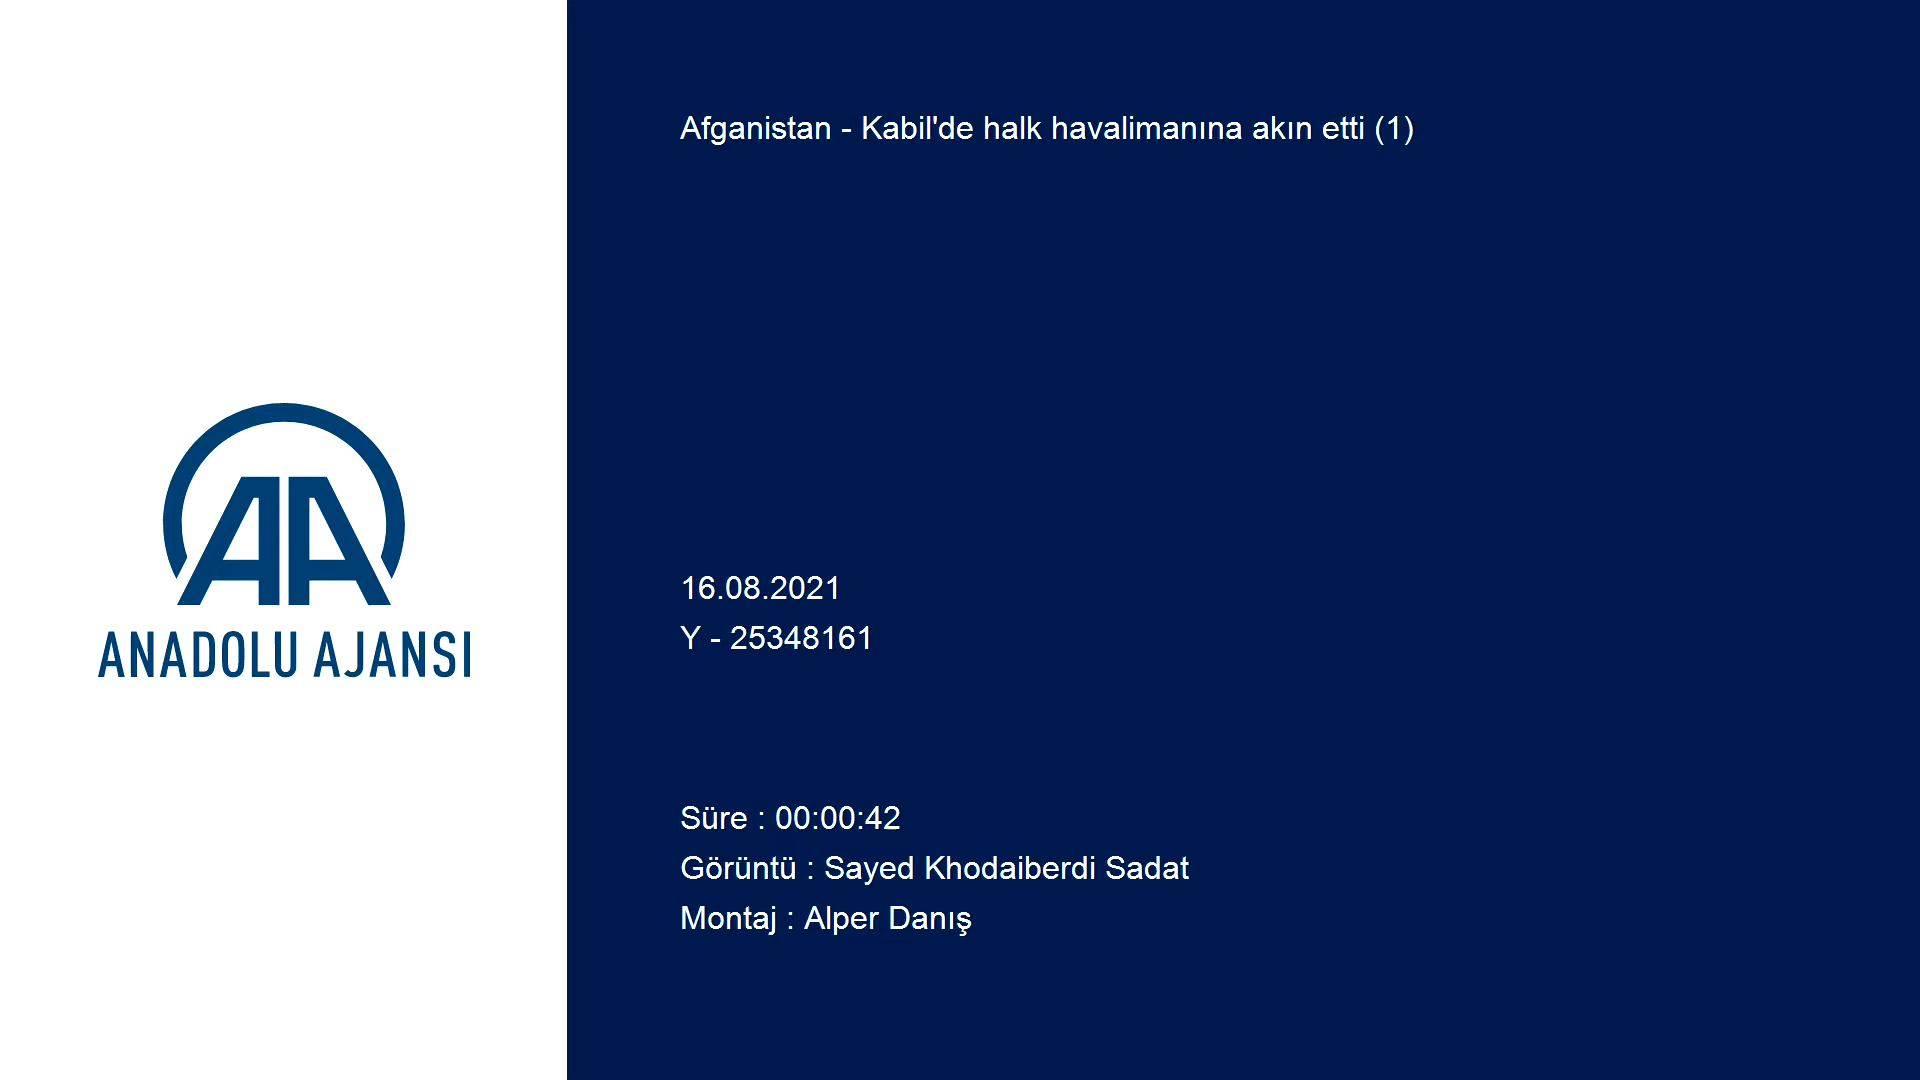 Afganistan - Kabil'de halk havalimanına akın etti (1)
AA
ANADOLU AJANSI
16.08.2021
Y - 25348161
Süre : 00:00:42
Görüntü : Sayed Khodaiberdi Sadat
Montaj : Alper Danış